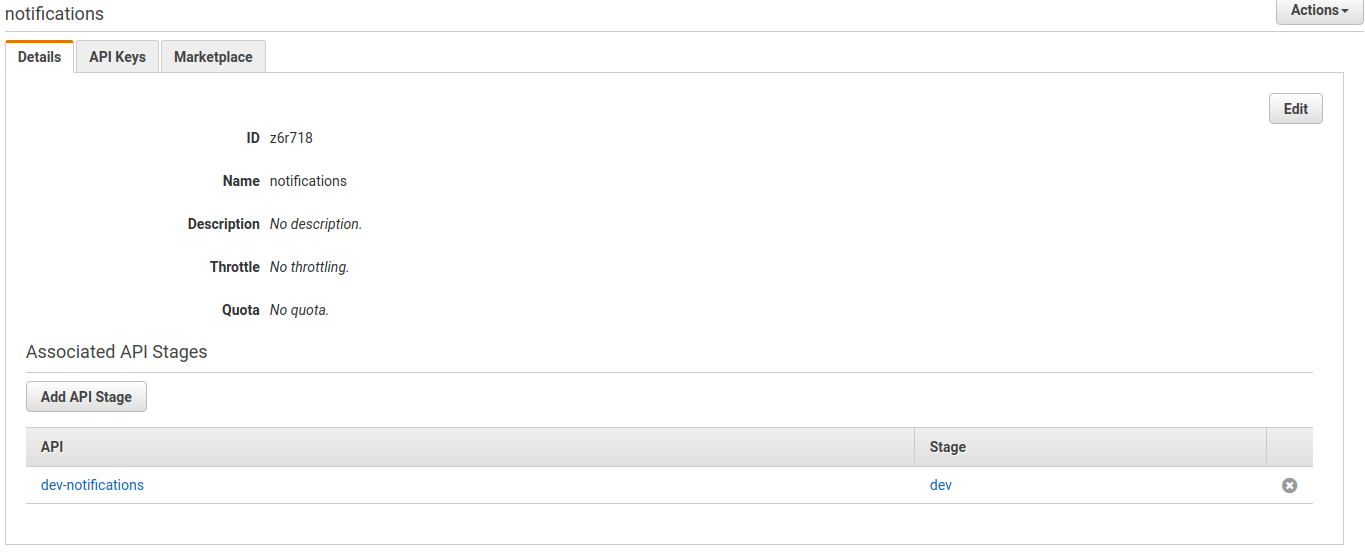 notifications
Actions
Details API Keys Marketplace
Edit
ID z6r718
Name notifications
Description No description.
Throttle No throttling.
Quota No quota.
Associated API Stages
Add API Stage
API Stage
dev-notifications dev